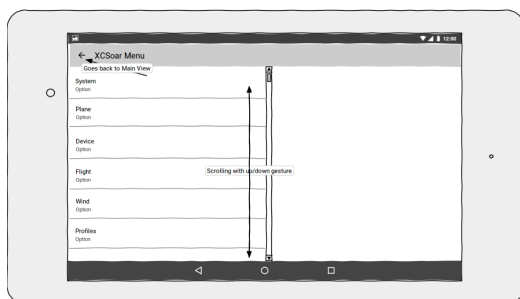 12:00
XCSoar Menu
Goes back to Main View
System
Option
Plane
Option
Device
Option
Flight
Option
Scrolling with up/down gesture
Wind
Option
Profiles
Option